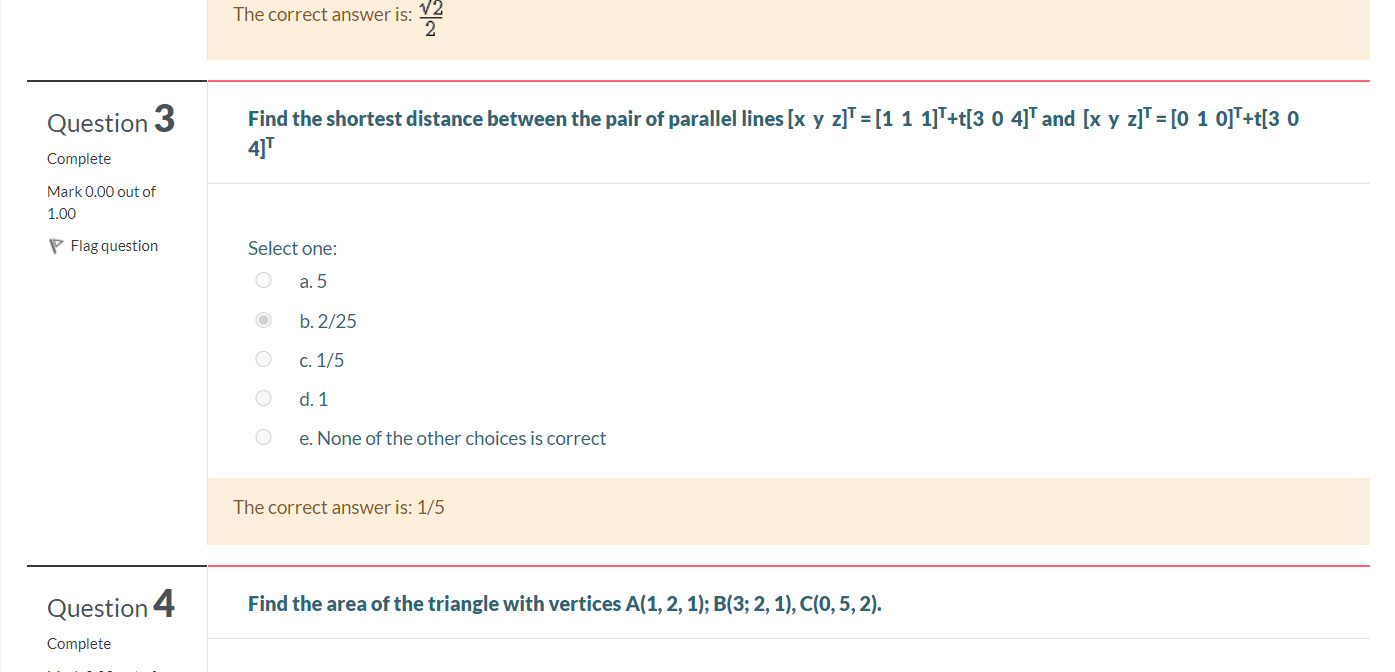 The correct answer is: √2/2
Question 3
Complete
Mark 0.00 out of
1.00
Flag question
Find the shortest distance between the pair of parallel lines [x y z]ᵀ = [1 1 1]ᵀ+t[3 0 4]ᵀ and [x y z]ᵀ = [0 1 0]ᵀ+t[3 0
4]ᵀ
Select one:
a. 5
b. 2/25
c. 1/5
d. 1
e. None of the other choices is correct
The correct answer is: 1/5
Question 4
Complete
Find the area of the triangle with vertices A(1, 2, 1); B(3; 2, 1), C(0, 5, 2).